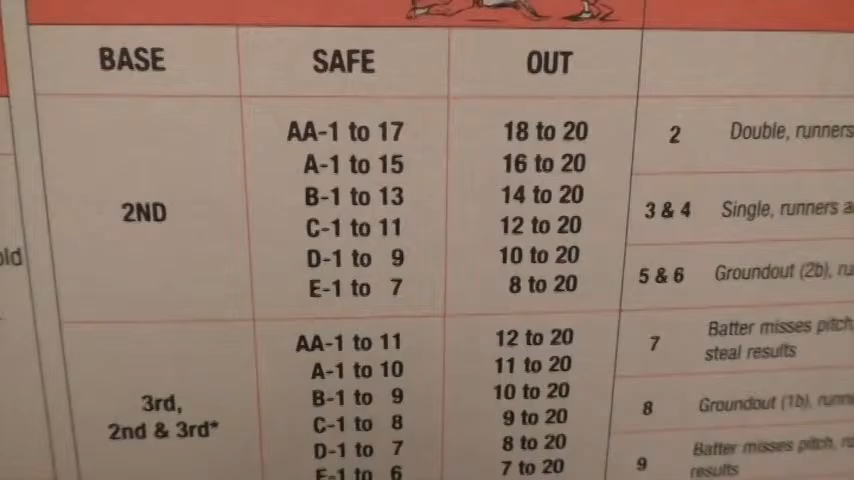 BASE SAFE OUT
2ND
AA-1 to 17 18 to 20
A-1 to 15 16 to 20
B-1 to 13 14 to 20
C-1 to 11 12 to 20
D-1 to 9 10 to 20
E-1 to 7 8 to 20
3rd,
2nd & 3rd*
AA-1 to 11 12 to 20
A-1 to 10 11 to 20
B-1 to 9 10 to 20
C-1 to 8 9 to 20
D-1 to 7 8 to 20
E-1 to 6 7 to 20
2 Double, runners
3 & 4 Single, runners
5 & 6 Groundout (2b),
7 Batter misses pitch,
steal results
8 Groundout (1b),
9 Batter misses pitch,
results